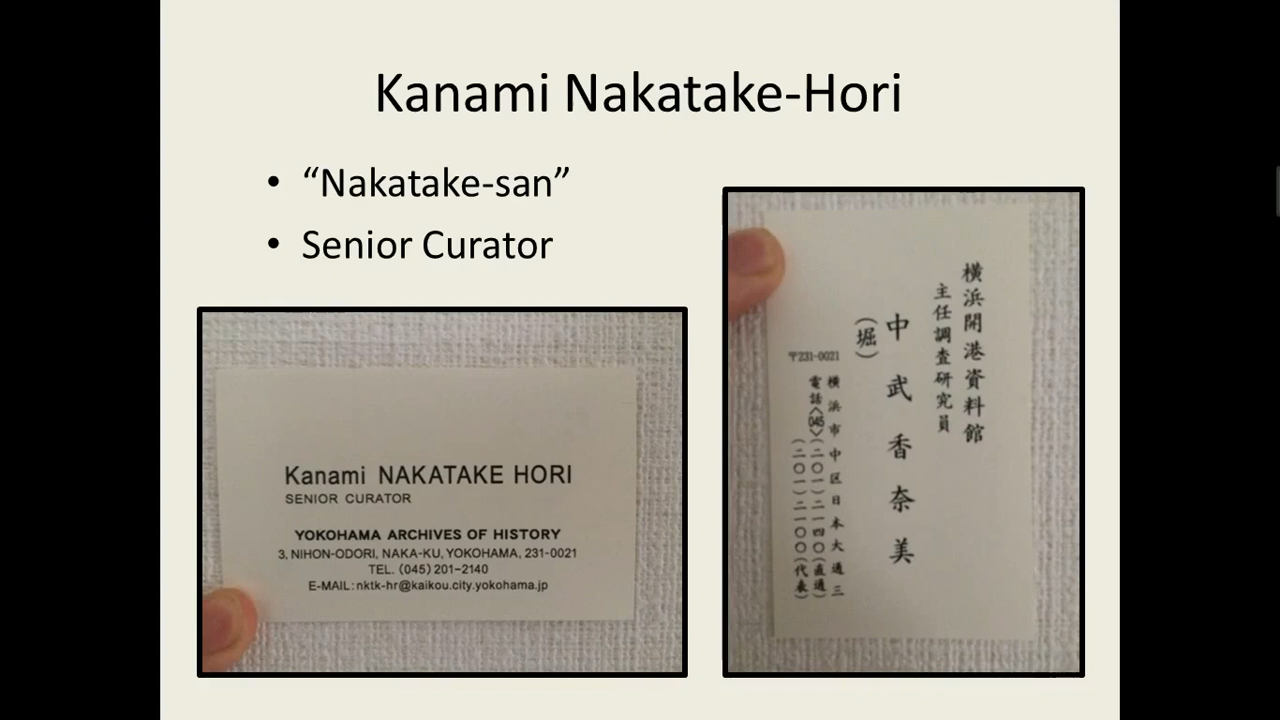 Kanami Nakatake-Hori
• “Nakatake-san”
• Senior Curator
Kanami NAKATAKE HORI
SENIOR CURATOR
YOKOHAMA ARCHIVES OF HISTORY
3, NIHON-ODORI, NAKA-KU, YOKOHAMA, 231-0021
TEL. (045) 201-2140
E-MAIL:nktk-hr@kaikou.city.yokohama.jp
横浜開港資料館
主任調査研究員
中武香奈美
(堀)
〒231-0021
横浜市中区日本大通三
電話〈045〉(二〇一)二一四〇(直通)
(二〇一)二一〇〇(代表)